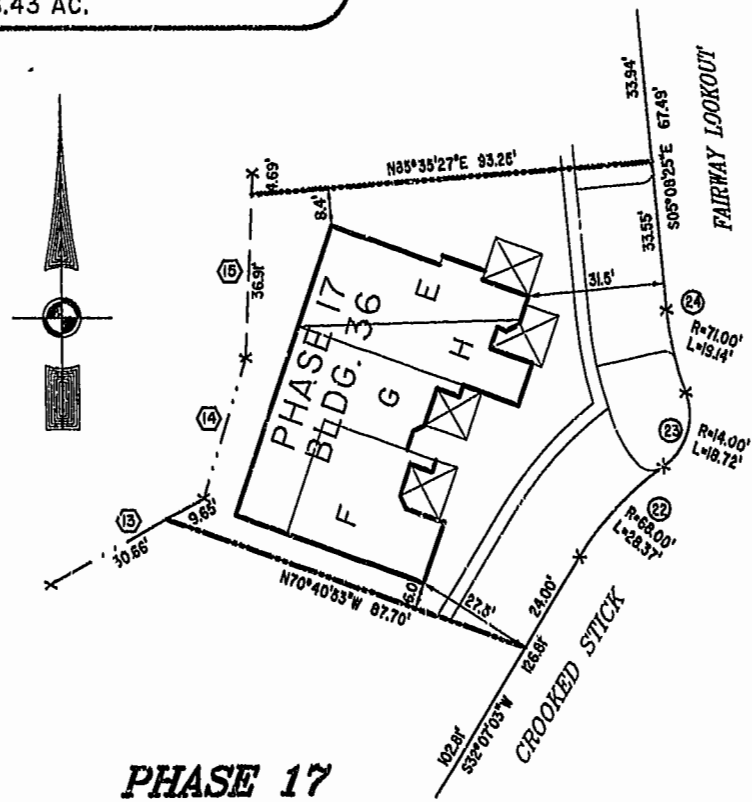 .43 AC.
33.94'
S05°08'25"E 67.49'
FAIRWAY LOOKOUT
4.69'
N85°35'27"E 93.26'
8.4'
33.55'
15
36.91'
31.5'
24
R=71.00'
L=19.14'
E
PHASE 17
BLDG. 36
H
G
14
23
R=14.00'
L=18.72'
F
13
9.65'
30.66'
22
R=68.00'
L=28.37'
N70°40'53"W 87.70'
6.0'
27.3'
24.00'
126.81'
102.81'
S32°07'03"W
CROOKED STICK
PHASE 17